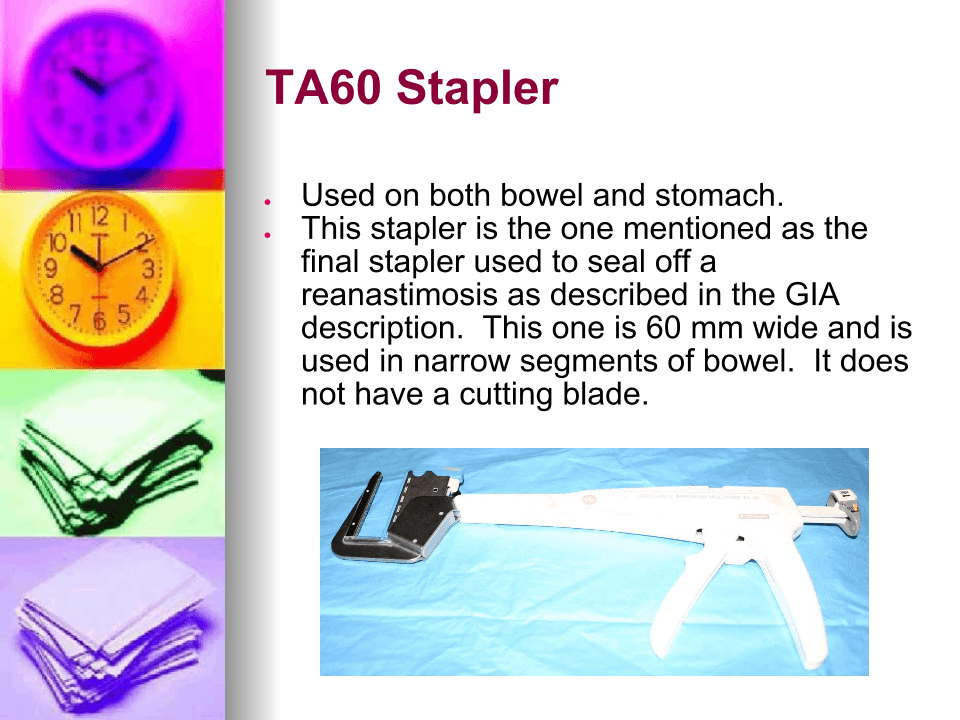 TA60 Stapler
Used on both bowel and stomach.
This stapler is the one mentioned as the
final stapler used to seal off a
reanastimosis as described in the GIA
description.  This one is 60 mm wide and is
used in narrow segments of bowel.  It does
not have a cutting blade.
11 12 1
10 2
9 3
8 4
7 6 5